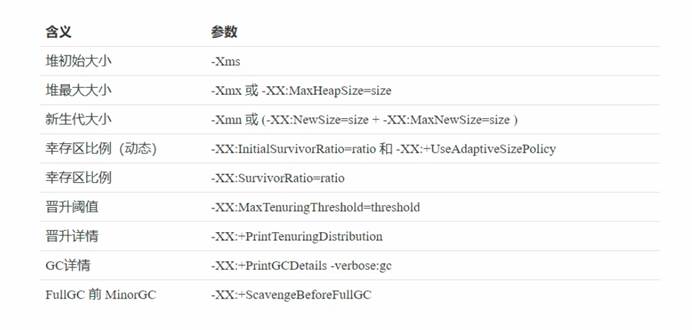 含义 参数
堆初始大小 -Xms
堆最大大小 -Xmx 或 -XX:MaxHeapSize=size
新生代大小 -Xmn 或 (-XX:NewSize=size + -XX:MaxNewSize=size )
幸存区比例（动态） -XX:InitialSurvivorRatio=ratio 和 -XX:+UseAdaptiveSizePolicy
幸存区比例 -XX:SurvivorRatio=ratio
晋升阈值 -XX:MaxTenuringThreshold=threshold
晋升详情 -XX:+PrintTenuringDistribution
GC详情 -XX:+PrintGCDetails -verbose:gc
FullGC 前 MinorGC -XX:+ScavengeBeforeFullGC